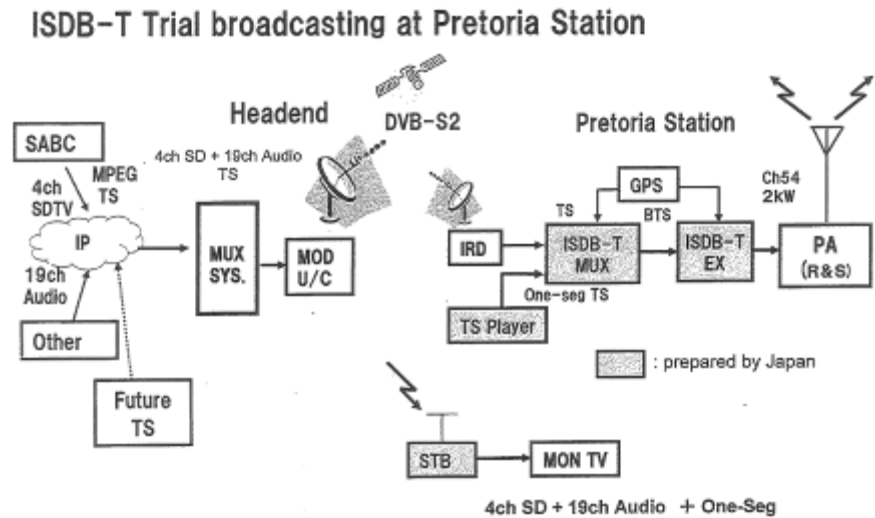 ISDB-T Trial broadcasting at Pretoria Station
Headend
DVB-S2
Pretoria Station
SABC
4ch SD + 19ch Audio
TS
MPEG
TS
4ch
SDTV
IP
19ch
Audio
Other
Future
TS
MUX
SYS.
MOD
U/C
IRD
TS
GPS
BTS
ISDB-T
MUX
ISDB-T
EX
Ch54
2kW
PA
(R&S)
One-seg TS
TS Player
: prepared by Japan
STB
MON TV
4ch SD + 19ch Audio + One-Seg